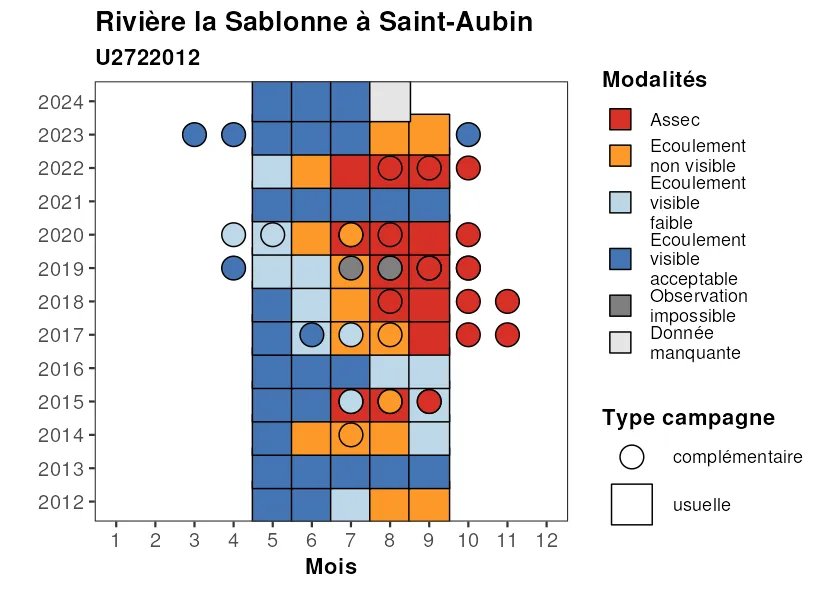 Rivière la Sablonne à Saint-Aubin
U2722012
2024
2023
2022
2021
2020
2019
2018
2017
2016
2015
2014
2013
2012
1 2 3 4 5 6 7 8 9 10 11 12
Mois
Modalités
Assec
Ecoulement
non visible
Ecoulement
visible
faible
Ecoulement
visible
acceptable
Observation
impossible
Donnée
manquante
Type campagne
complémentaire
usuelle